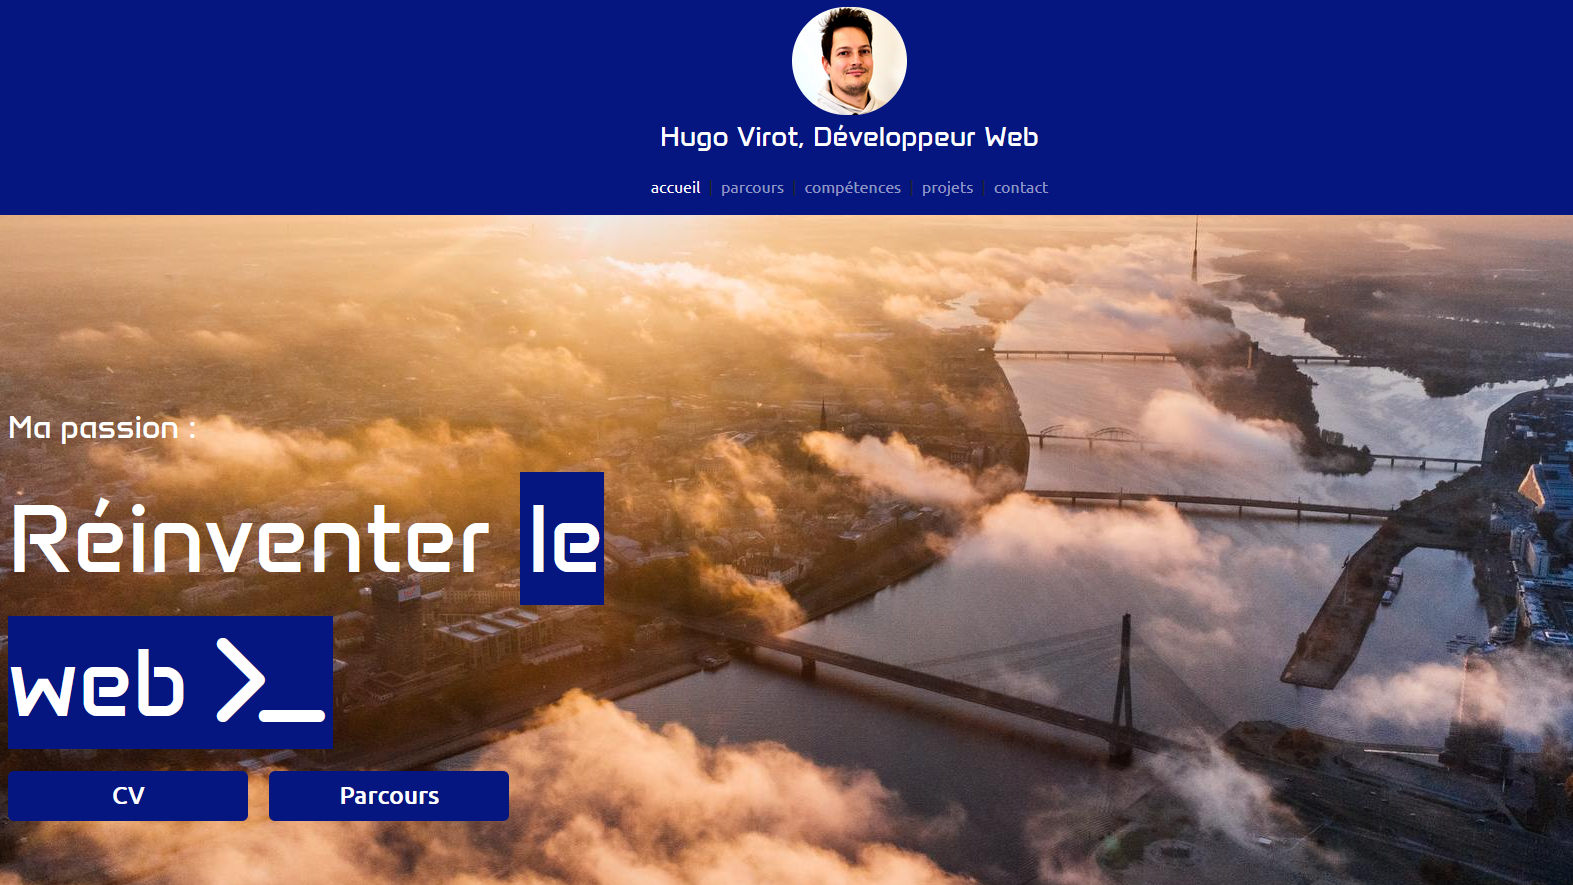 Hugo Virot, Développeur Web
accueil | parcours | compétences | projets | contact
Ma passion :
Réinventer le
web >_
CV Parcours